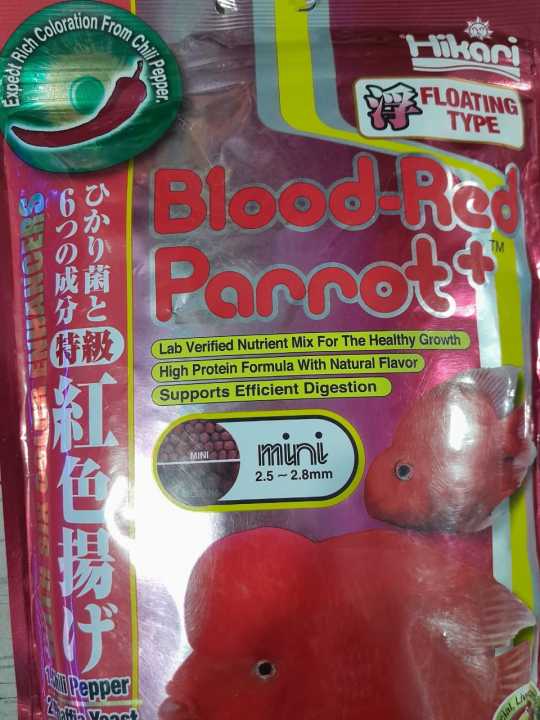 Expect Rich Coloration From Chili Pepper.
Hikari
浮 FLOATING TYPE
Blood-Red
Parrot+
TM
Lab Verified Nutrient Mix For The Healthy Growth
High Protein Formula With Natural Flavor
Supports Efficient Digestion
MINI
mini
2.5 ~ 2.8mm
ひかり菌と
6つの成分
特級
紅色揚げ
Chili Pepper
Yeast